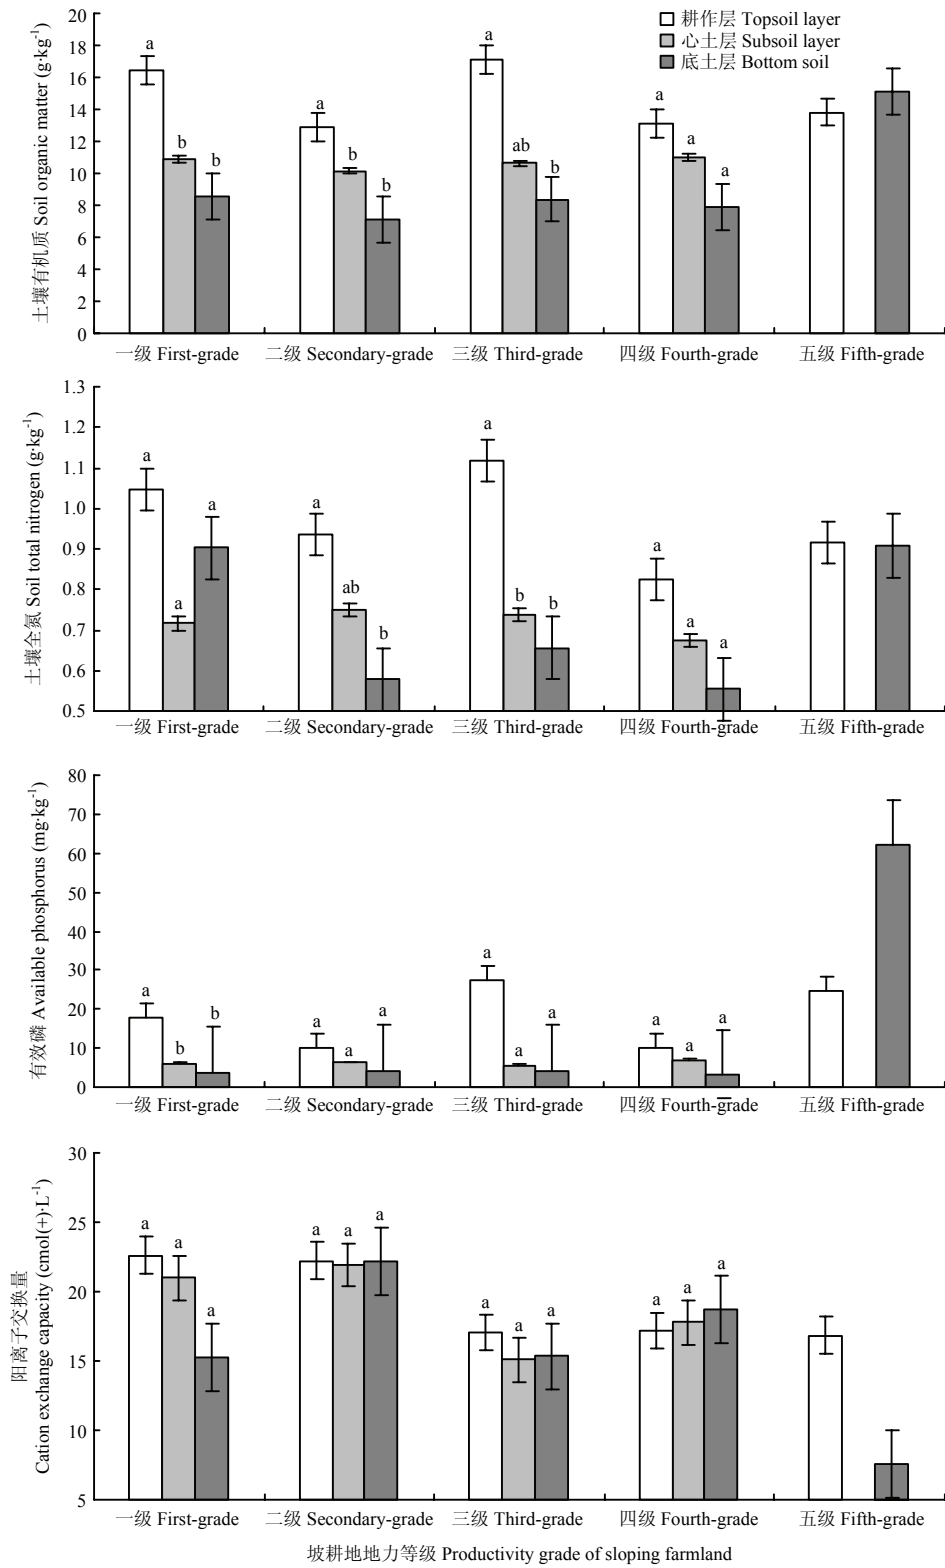 土壤有机质 Soil organic matter (g·kg⁻¹)
20
18
16
14
12
10
8
6
4
2
0
耕作层 Topsoil layer
心土层 Subsoil layer
底土层 Bottom soil
a b b
a b b
a ab b
a a a
一级 First-grade 二级 Secondary-grade 三级 Third-grade 四级 Fourth-grade 五级 Fifth-grade
土壤全氮 Soil total nitrogen (g·kg⁻¹)
1.3
1.2
1.1
1.0
0.9
0.8
0.7
0.6
0.5
a a a
a ab b
a b b
a a a
一级 First-grade 二级 Secondary-grade 三级 Third-grade 四级 Fourth-grade 五级 Fifth-grade
有效磷 Available phosphorus (mg·kg⁻¹)
80
70
60
50
40
30
20
10
0
a b b
a a a
a a a
a a a
一级 First-grade 二级 Secondary-grade 三级 Third-grade 四级 Fourth-grade 五级 Fifth-grade
阳离子交换量
Cation exchange capacity (cmol(+)·L⁻¹)
30
25
20
15
10
5
a a a
a a a
a a a
a a a
一级 First-grade 二级 Secondary-grade 三级 Third-grade 四级 Fourth-grade 五级 Fifth-grade
坡耕地地力等级 Productivity grade of sloping farmland